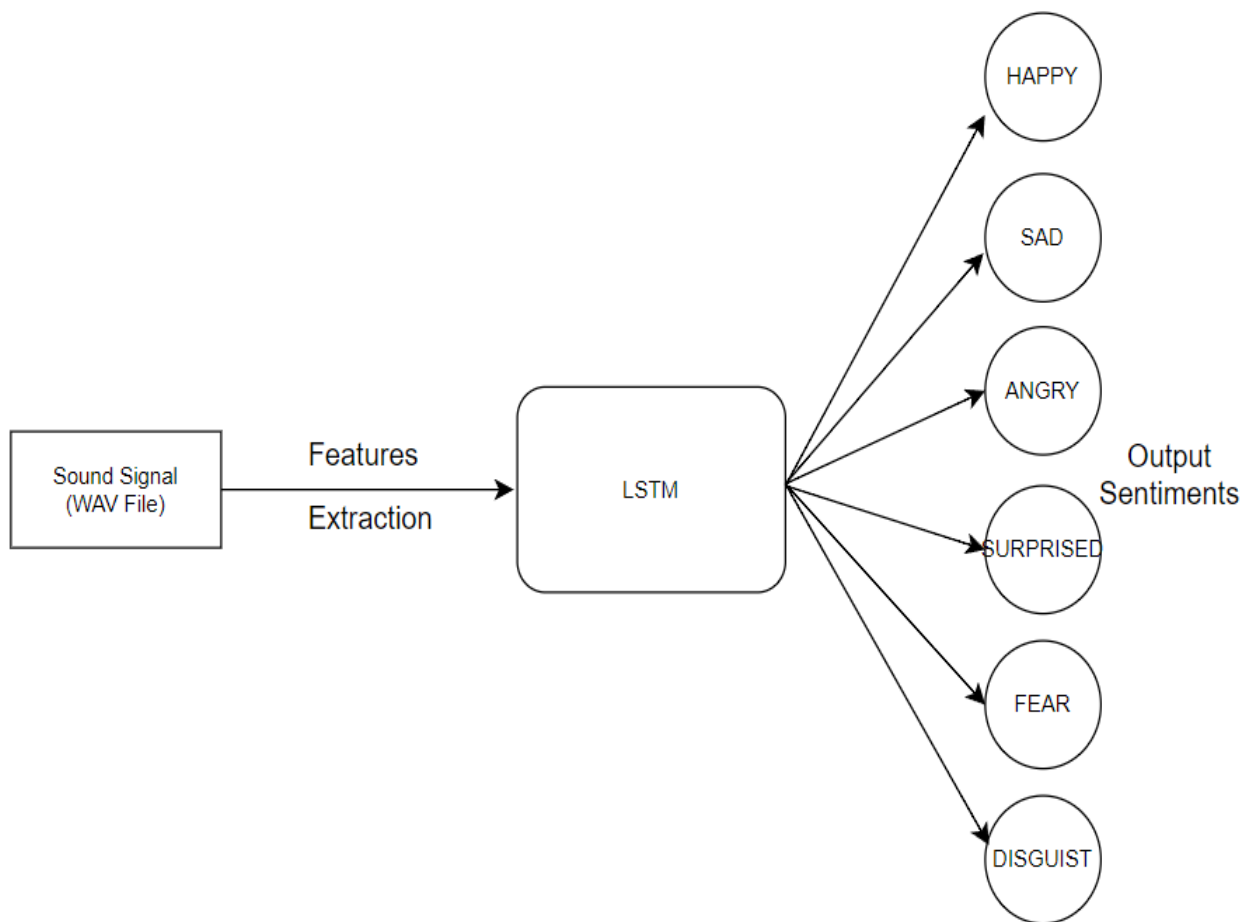 HAPPY
SAD
ANGRY
Features
Extraction
Sound Signal
(WAV File)
LSTM
Output
Sentiments
SURPRISED
FEAR
DISGUIST